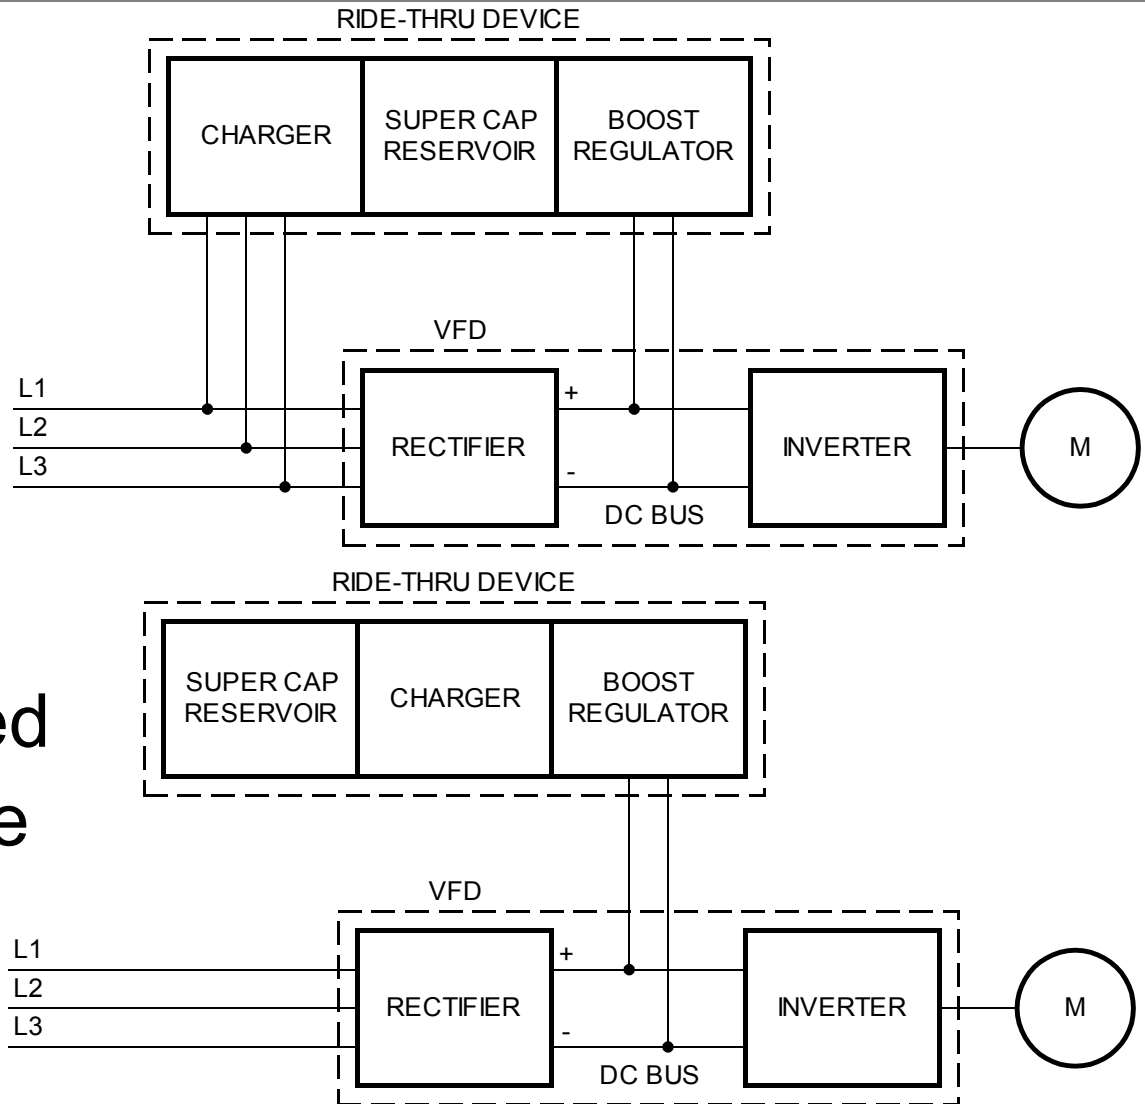 RIDE-THRU DEVICE
CHARGER
SUPER CAP
RESERVOIR
BOOST
REGULATOR
VFD
L1
L2
L3
RECTIFIER
+
-
DC BUS
INVERTER
M
RIDE-THRU DEVICE
SUPER CAP
RESERVOIR
CHARGER
BOOST
REGULATOR
ed
e
VFD
L1
L2
L3
RECTIFIER
+
-
DC BUS
INVERTER
M